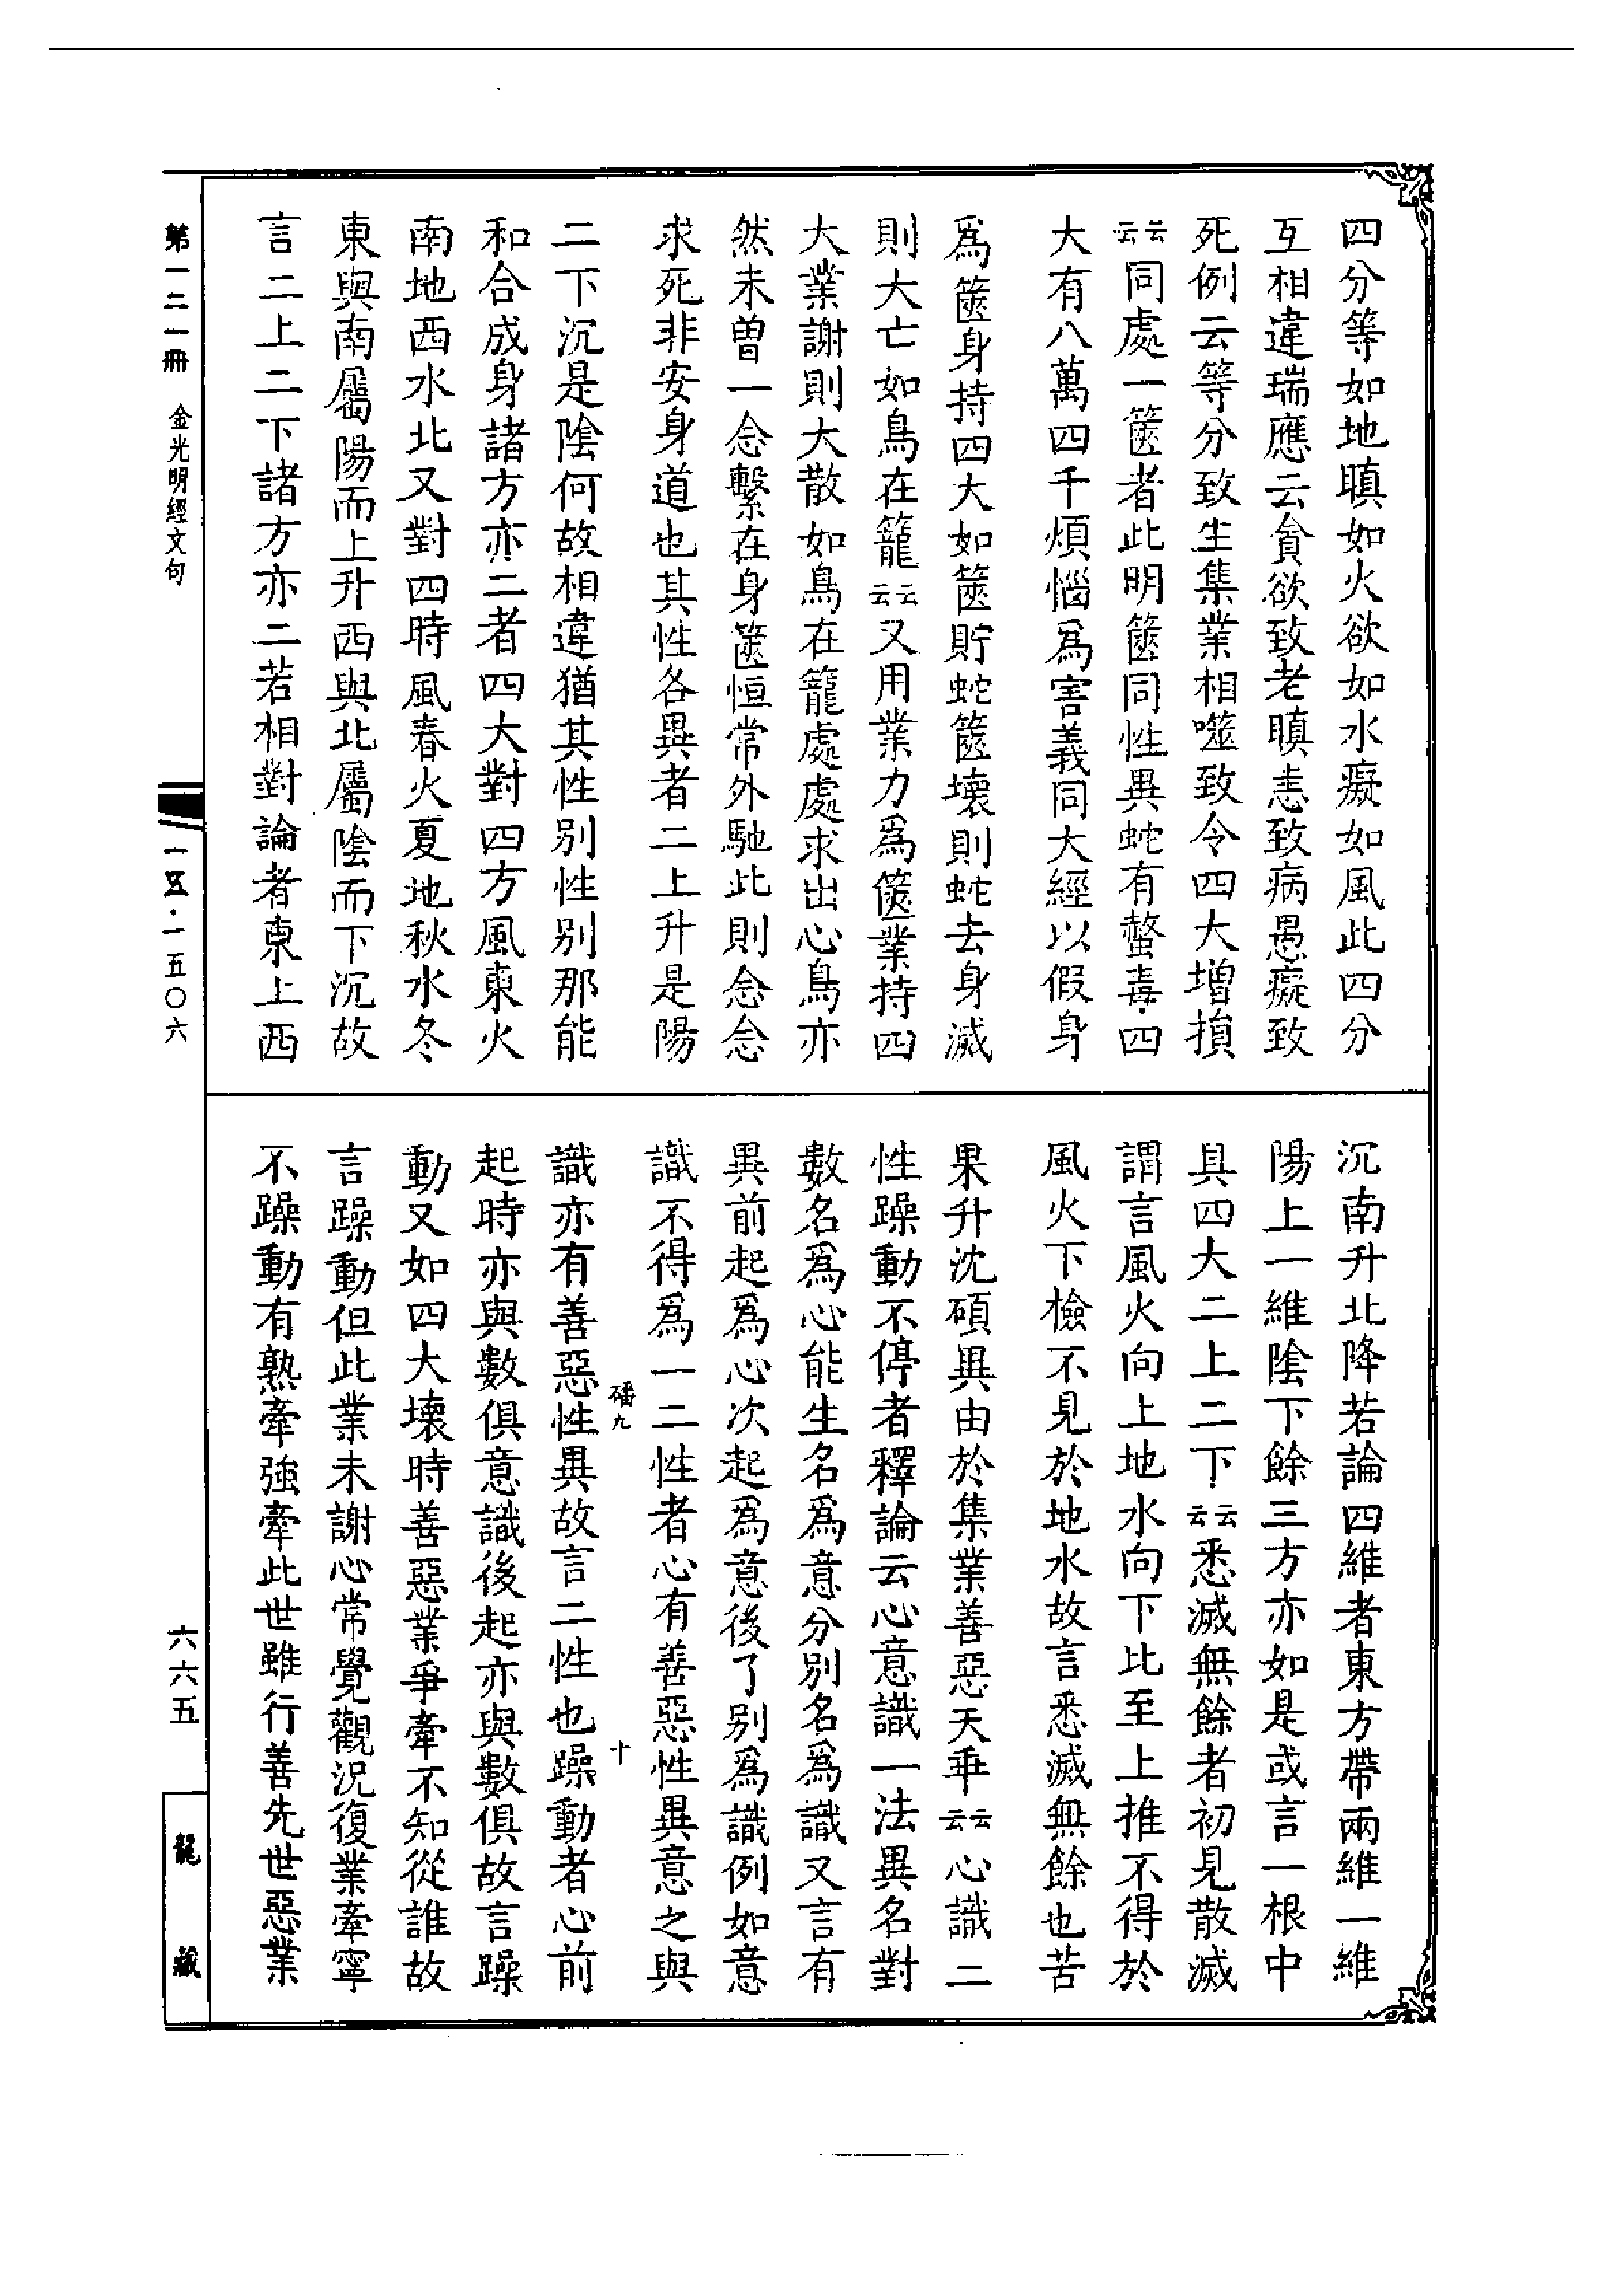 四分等如地瞋如火欲如水癡如風此四分
互相違瑞應云貪欲致老瞋恚致病愚癡致
死例云等分致生集業相噬致令四大增損
云云同處一篋者此明篋同性異蛇有螫毒四
大有八萬四千煩惱爲害義同大經以假身
爲篋身持四大如篋貯蛇篋壞則蛇去身滅
則大亡如鳥在籠云云又用業力爲篋業持四
大業謝則大散如鳥在籠處處求出心鳥亦
然未曾一念繫在身篋恒常外馳此則念念
求死非安身道也其性各異者二上升是陽
二下沉是陰何故相違猶其性別性別那能
和合成身諸方亦二者四大對四方風東火
南地西水北又對四時風春火夏地秋水冬
東與南屬陽而上升西與北屬陰而下沉故
言二上二下諸方亦二若相對論者東上西
沉南升北降若論四維者東方帶兩維一維
陽上一維陰下餘三方亦如是或言一根中
具四大二上二下云云悉滅無餘者初見散滅
謂言風火向上地水向下比至上推不得於
風火下檢不見於地水故言悉滅無餘也苦
果升沈碩異由於集業善惡天乖云云心識二
性躁動不停者釋論云心意識一法異名對
數名爲心能生名爲意分別名爲識又言有
異前起爲心次起爲意後了別爲識例如意
識不得爲一二性者心有善惡性異意之與
磻九
十
識亦有善惡性異故言二性也躁動者心前
起時亦與數俱意識後起亦與數俱故言躁
動又如四大壞時善惡業爭牽不知從誰故
言躁動但此業未謝心常覺觀況復業牽寧
不躁動有熟牽強牽此世雖行善先世惡業
第一二一冊
金光明經文句
一五·一五〇六
六六五
龍藏